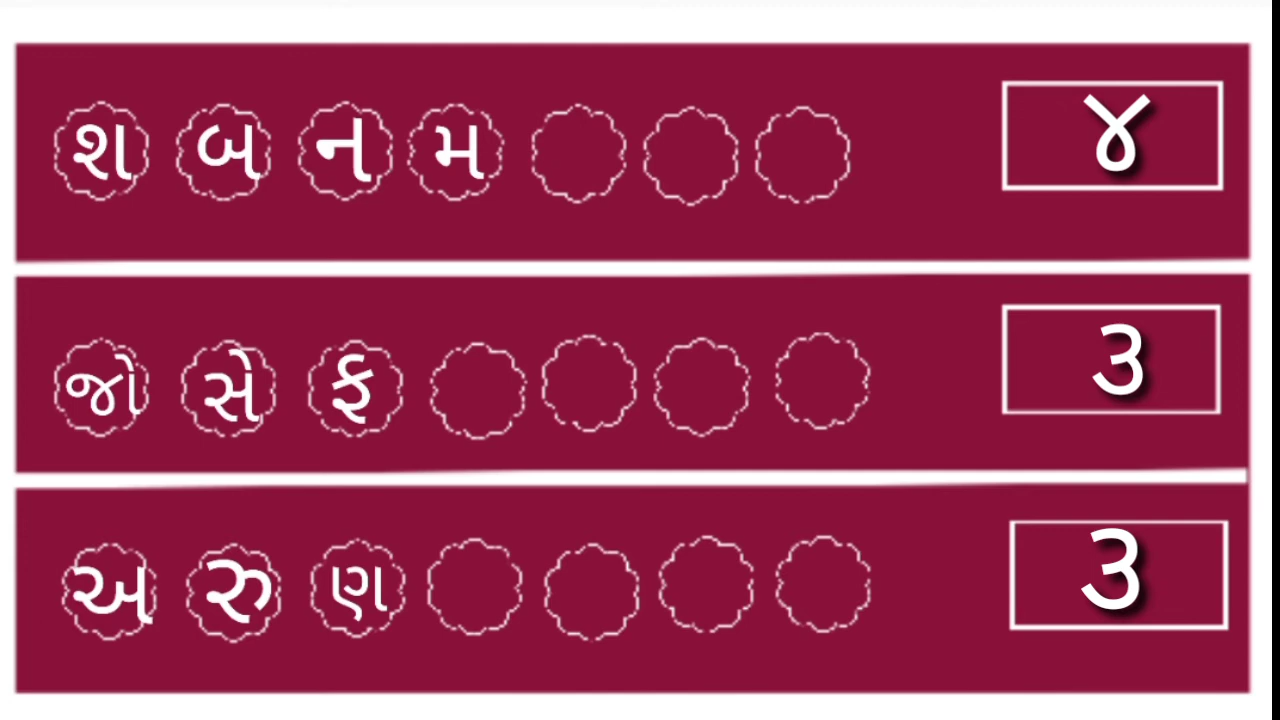 શ બ ન મ ૪
જો સે ફ ૩
અ રુ ણ ૩